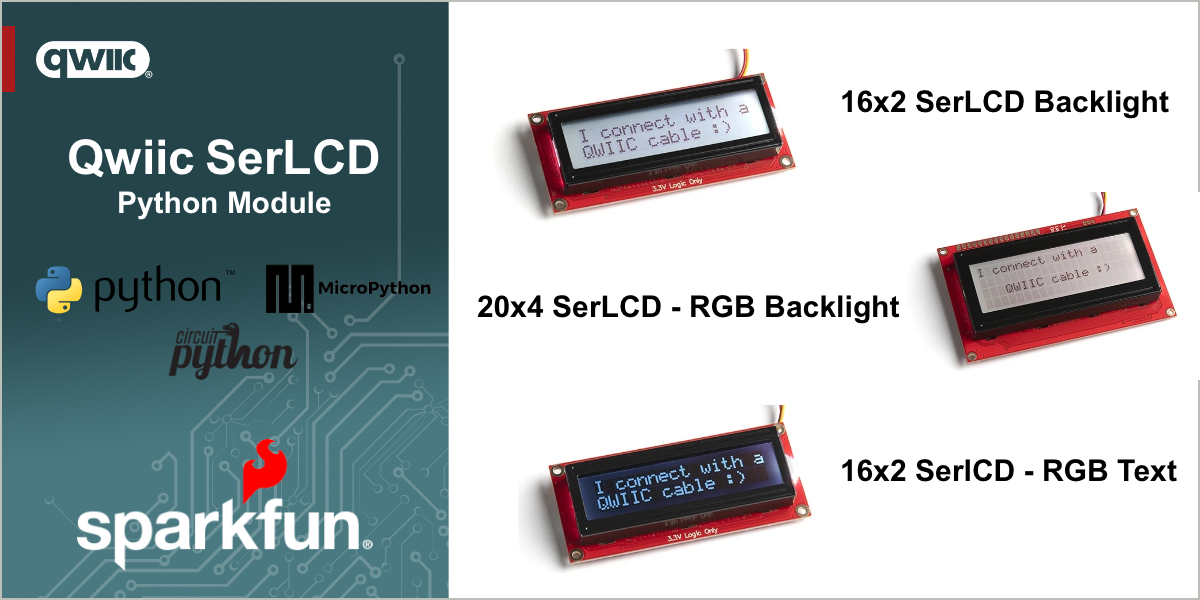 qwiic®
Qwiic SerLCD
Python Module
python™
MicroPython
circuit
python
sparkfun®
16x2 SerLCD Backlight
I connect with a
QWIIC cable :)
3.3V Logic Only
20x4 SerLCD - RGB Backlight
I connect with a
QWIIC cable :)
16x2 SerlCD - RGB Text
I connect with a
QWIIC cable :)
3.3V Logic Only